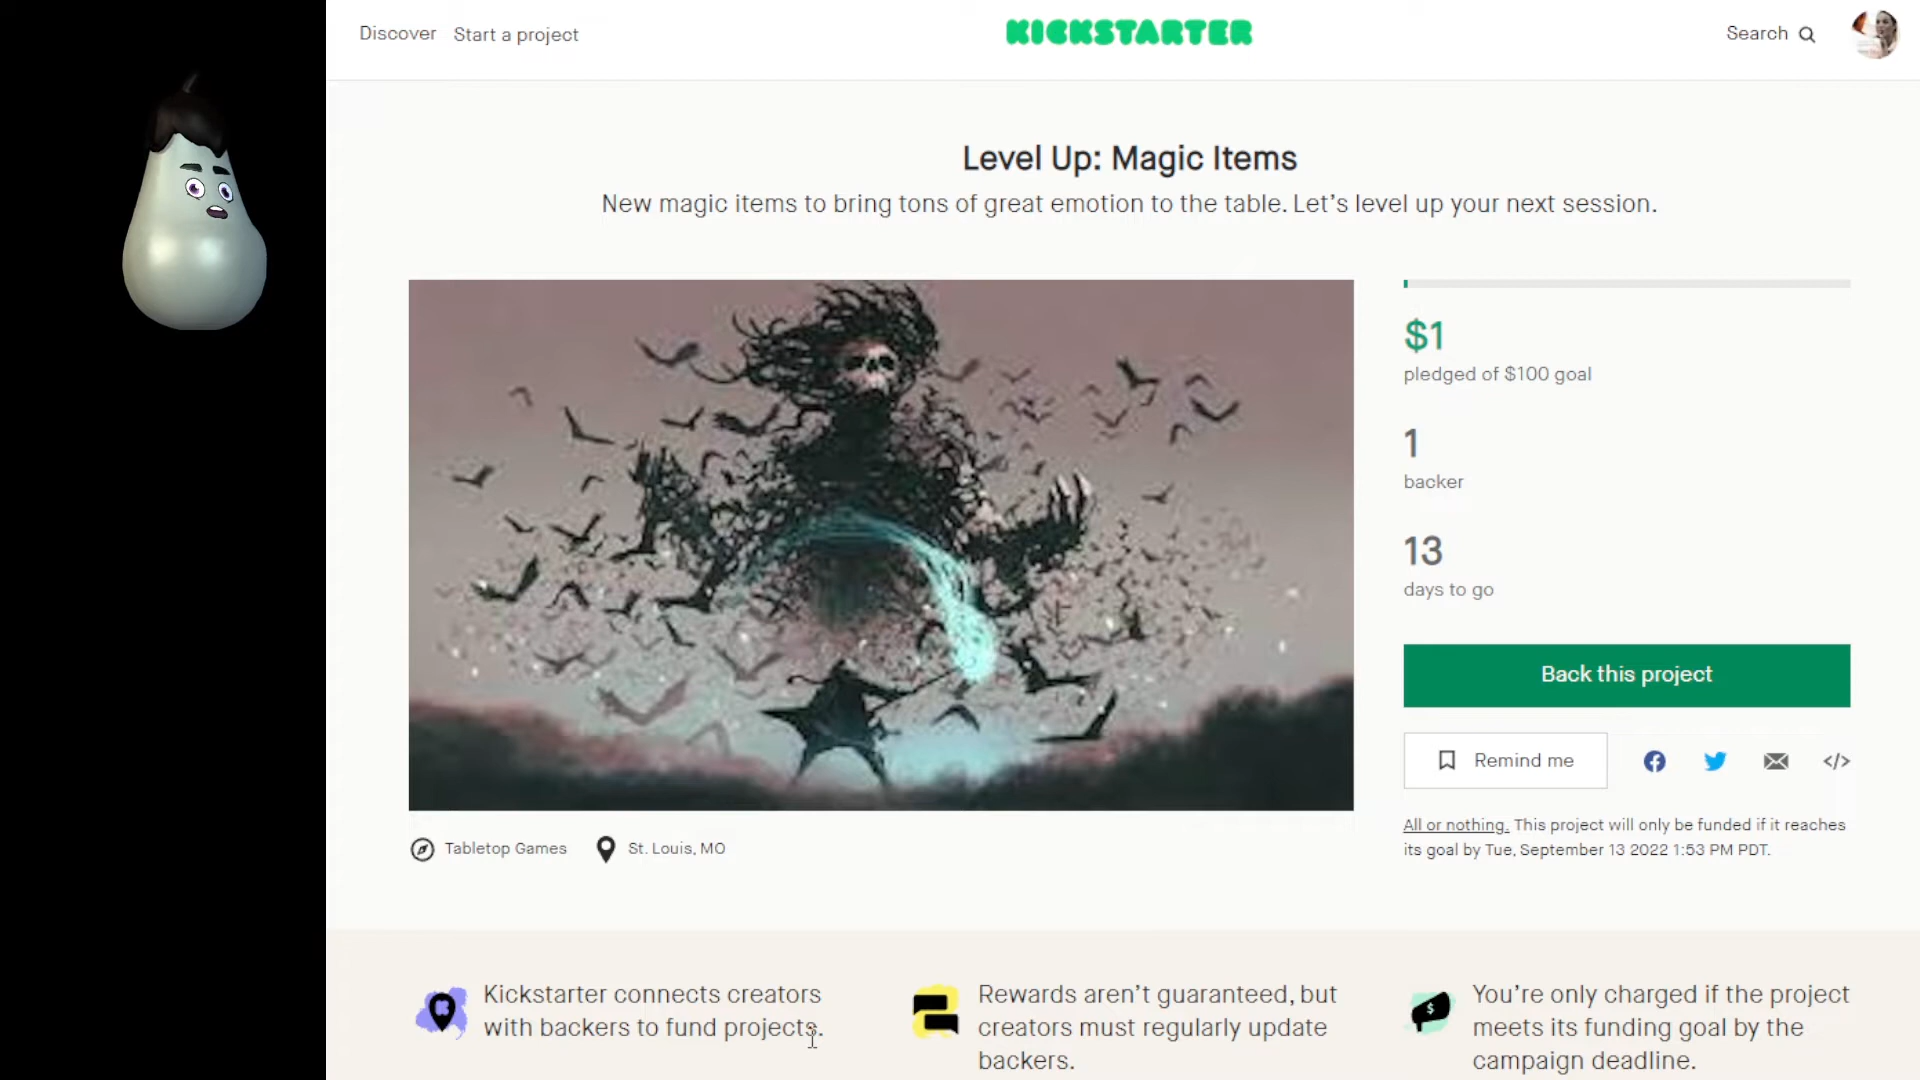 Discover
Start a project
KICKSTARTER
Search
Level Up: Magic Items
New magic items to bring tons of great emotion to the table. Let's level up your next session.
$1
pledged of $100 goal
1
backer
13
days to go
Back this project
Remind me
</>
All or nothing. This project will only be funded if it reaches
its goal by Tue, September 13 2022 1:53 PM PDT.
Tabletop Games
St. Louis, MO
Kickstarter connects creators
with backers to fund projects.
Rewards aren't guaranteed, but
creators must regularly update
backers.
$
You're only charged if the project
meets its funding goal by the
campaign deadline.